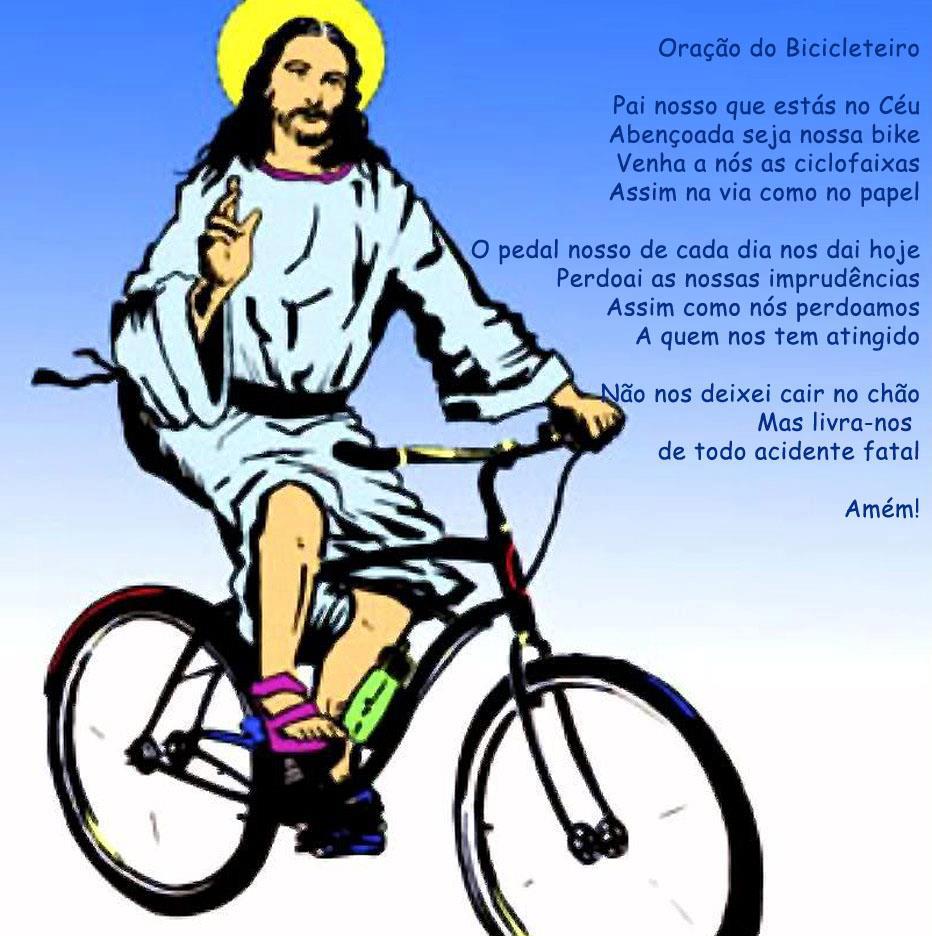 Oração do Bicicleteiro
Pai nosso que estás no Céu
Abençoada seja nossa bike
Venha a nós as ciclofaixas
Assim na via como no papel
O pedal nosso de cada dia nos dai hoje
Perdoai as nossas imprudências
Assim como nós perdoamos
A quem nos tem atingido
Não nos deixei cair no chão
Mas livra-nos
de todo acidente fatal
Amém!